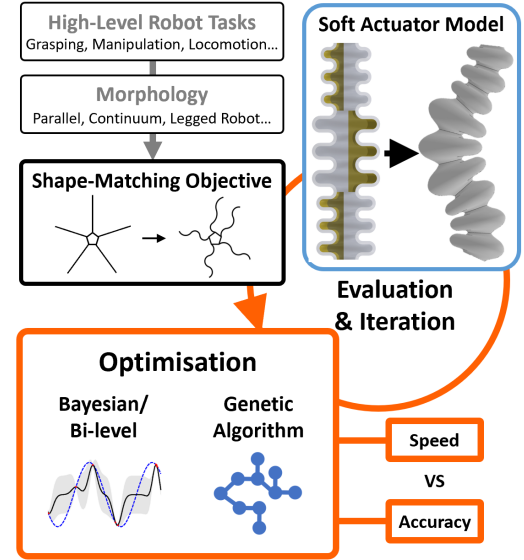 High-Level Robot Tasks
Grasping, Manipulation, Locomotion...
Morphology
Parallel, Continuum, Legged Robot...
Shape-Matching Objective
Soft Actuator Model
Evaluation
& Iteration
Optimisation
Bayesian/
Bi-level
Genetic
Algorithm
Speed
VS
Accuracy